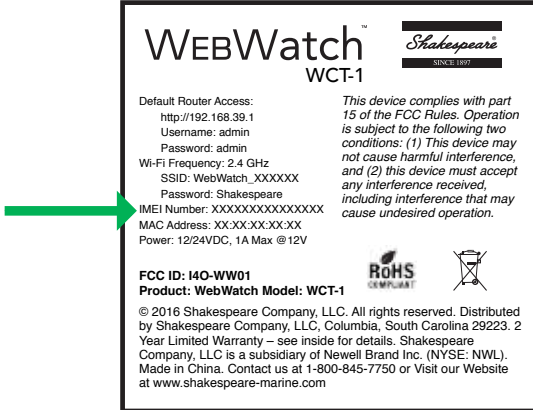 WEBWatch™
WCT-1
Shakespeare®
SINCE 1897
Default Router Access:
http://192.168.39.1
Username: admin
Password: admin
Wi-Fi Frequency: 2.4 GHz
SSID: WebWatch_XXXXXX
Password: Shakespeare
IMEI Number: XXXXXXXXXXXXXXX
MAC Address: XX:XX:XX:XX:XX
Power: 12/24VDC, 1A Max @12V
This device complies with part
15 of the FCC Rules. Operation
is subject to the following two
conditions: (1) This device may
not cause harmful interference,
and (2) this device must accept
any interference received,
including interference that may
cause undesired operation.
FCC ID: I4O-WW01
Product: WebWatch Model: WCT-1
RoHS
COMPLIANT
© 2016 Shakespeare Company, LLC. All rights reserved. Distributed
by Shakespeare Company, LLC, Columbia, South Carolina 29223. 2
Year Limited Warranty – see inside for details. Shakespeare
Company, LLC is a subsidiary of Newell Brand Inc. (NYSE: NWL).
Made in China. Contact us at 1-800-845-7750 or Visit our Website
at www.shakespeare-marine.com